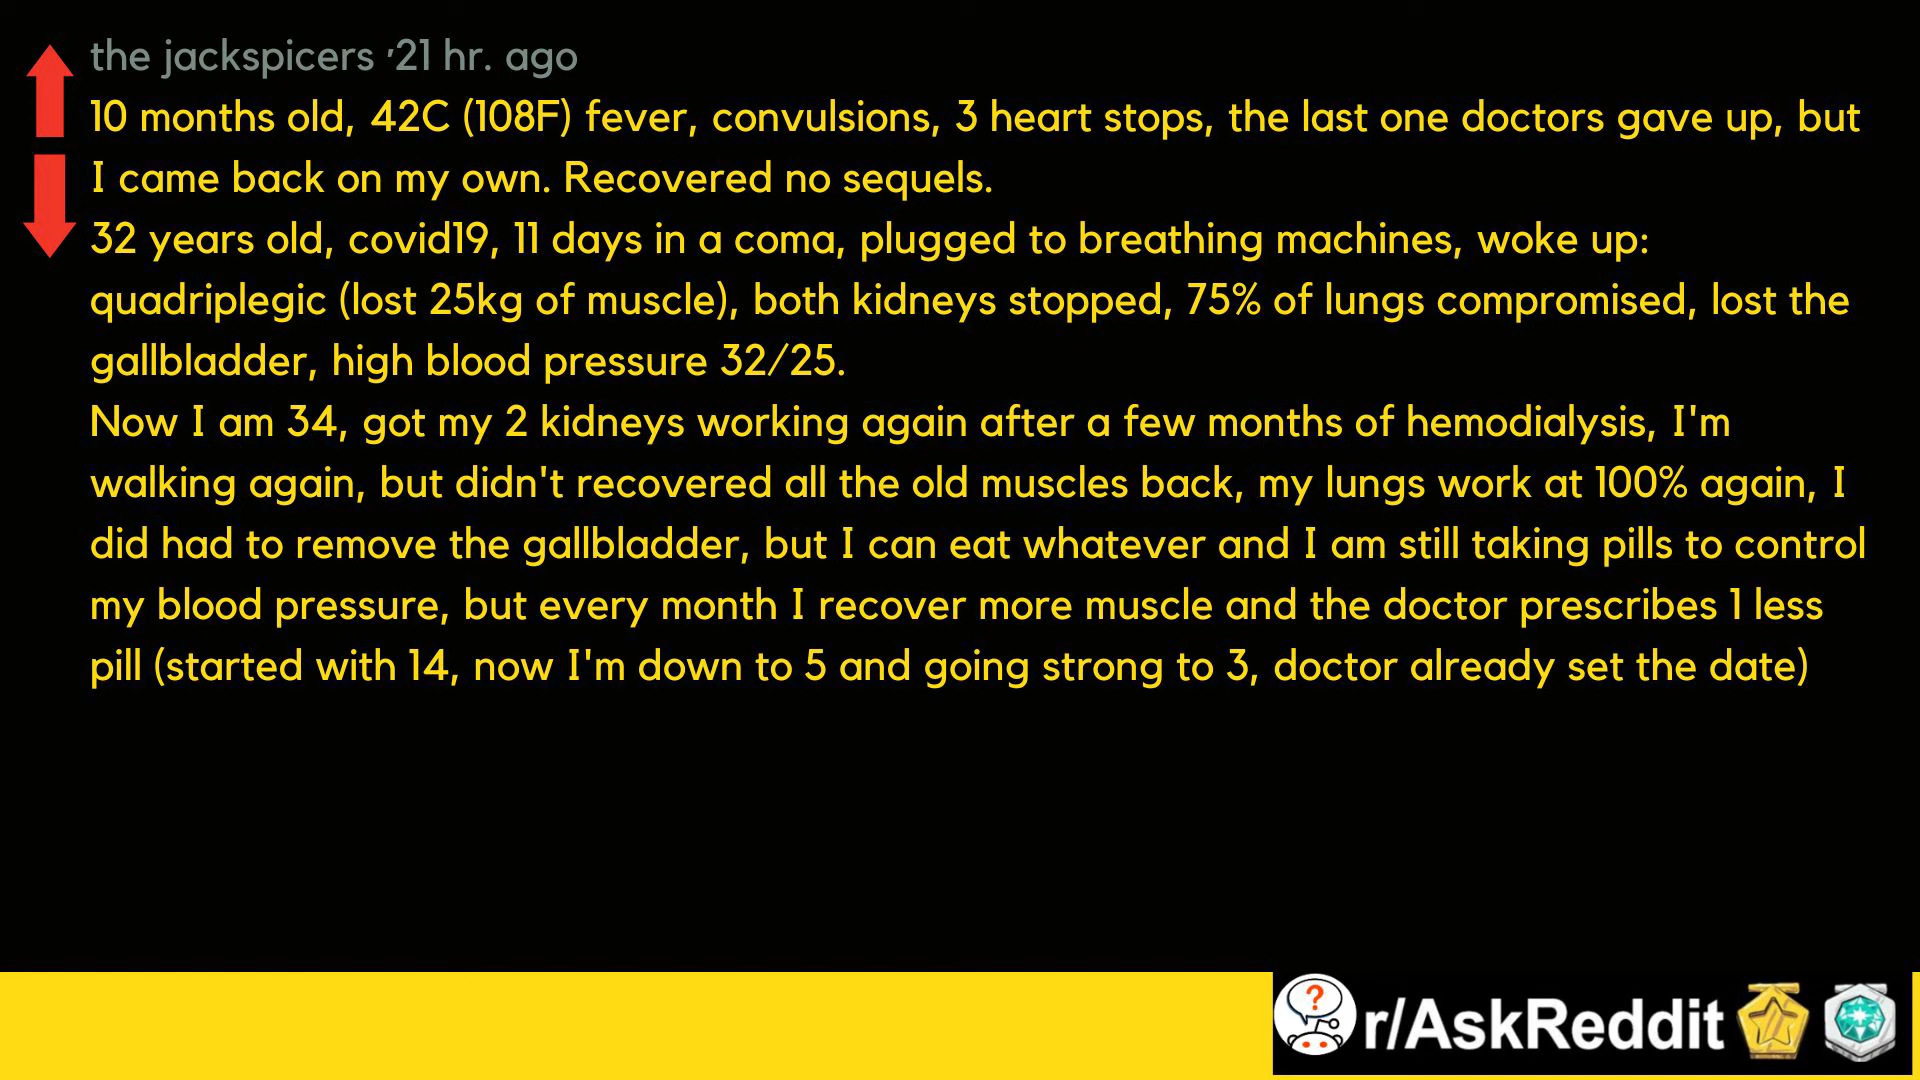 the jackspicers ·21 hr. ago
10 months old, 42C (108F) fever, convulsions, 3 heart stops, the last one doctors gave up, but
I came back on my own. Recovered no sequels.
32 years old, covid19, 11 days in a coma, plugged to breathing machines, woke up:
quadriplegic (lost 25kg of muscle), both kidneys stopped, 75% of lungs compromised, lost the
gallbladder, high blood pressure 32/25.
Now I am 34, got my 2 kidneys working again after a few months of hemodialysis, I'm
walking again, but didn't recovered all the old muscles back, my lungs work at 100% again, I
did had to remove the gallbladder, but I can eat whatever and I am still taking pills to control
my blood pressure, but every month I recover more muscle and the doctor prescribes 1 less
pill (started with 14, now I'm down to 5 and going strong to 3, doctor already set the date)
? r/AskReddit